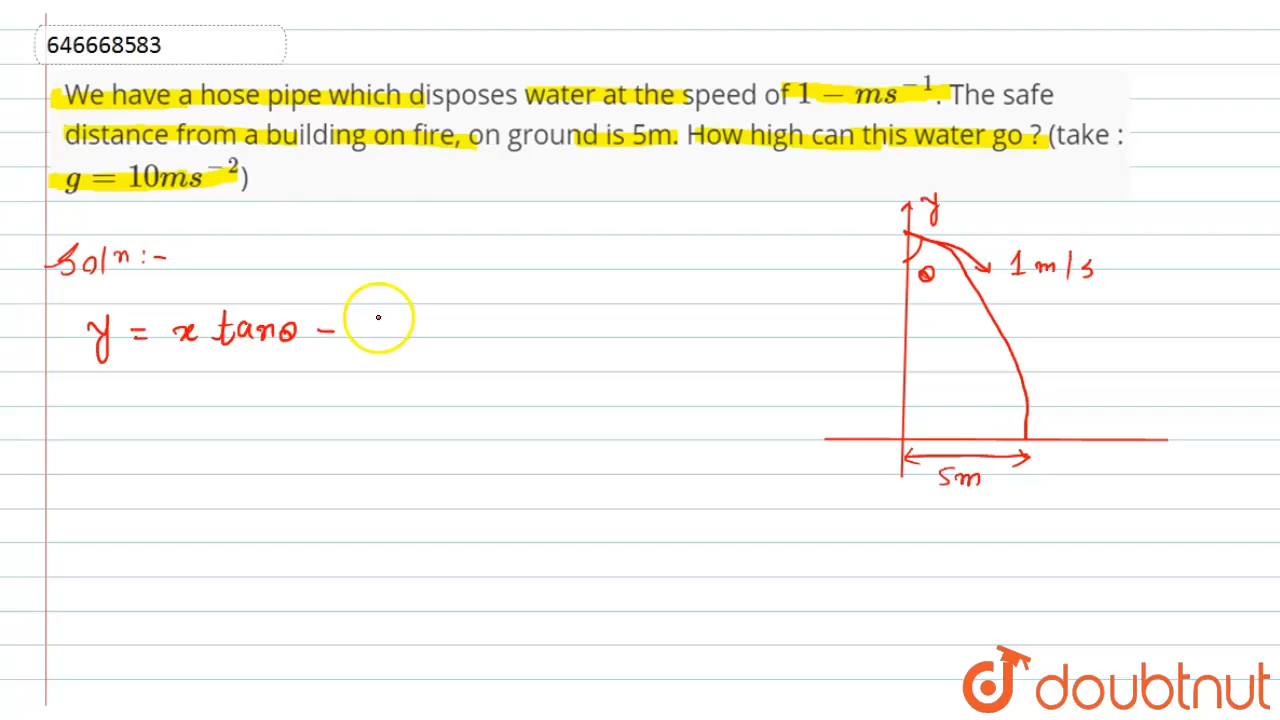 646668583
We have a hose pipe which disposes water at the speed of 1 − ms⁻¹. The safe
distance from a building on fire, on ground is 5m. How high can this water go ? (take :
g = 10ms⁻²)
Solⁿ :-
y
θ
1 m/s
y = x tanθ −
5m
doubtnut